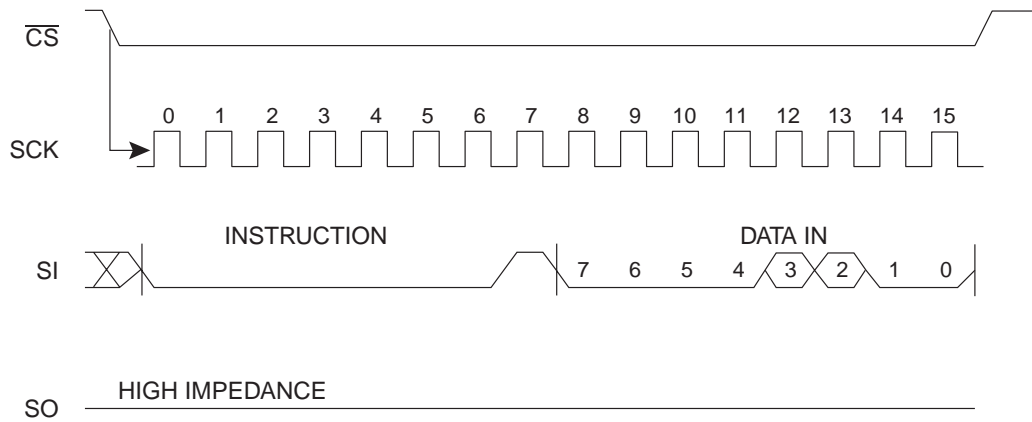 CS
0 1 2 3 4 5 6 7 8 9 10 11 12 13 14 15
SCK
INSTRUCTION DATA IN
SI 7 6 5 4 3 2 1 0
HIGH IMPEDANCE
SO